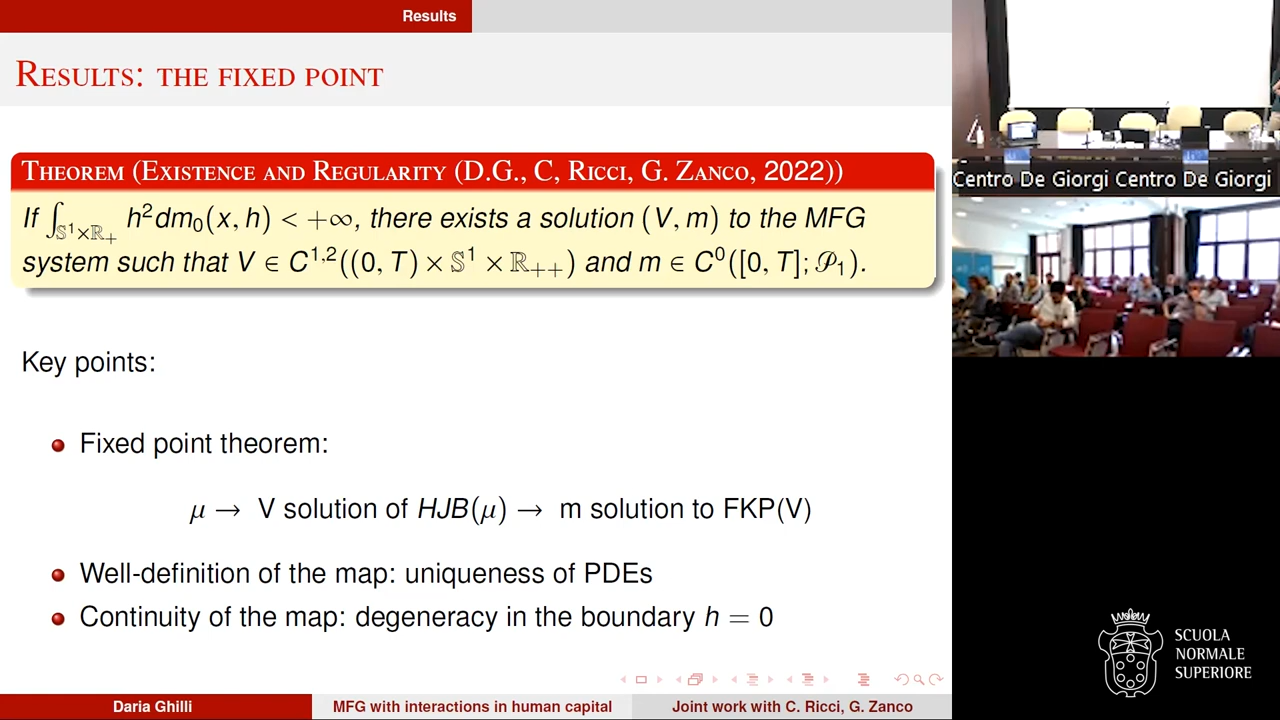 Results
RESULTS: THE FIXED POINT
THEOREM (EXISTENCE AND REGULARITY (D.G., C, RICCI, G. ZANCO, 2022))
If ∫_{𝕊¹×ℝ₊} h²dm₀(x, h) < +∞, there exists a solution (V, m) to the MFG
system such that V ∈ C^{1,2}((0, T) × 𝕊¹ × ℝ₊₊) and m ∈ C⁰([0, T]; 𝒫₁).
Key points:
Fixed point theorem:
μ → V solution of HJB(μ) → m solution to FKP(V)
Well-definition of the map: uniqueness of PDEs
Continuity of the map: degeneracy in the boundary h = 0
Daria Ghilli
MFG with interactions in human capital
Joint work with C. Ricci, G. Zanco
Centro De Giorgi Centro De Giorgi
SCUOLA
NORMALE
SUPERIORE